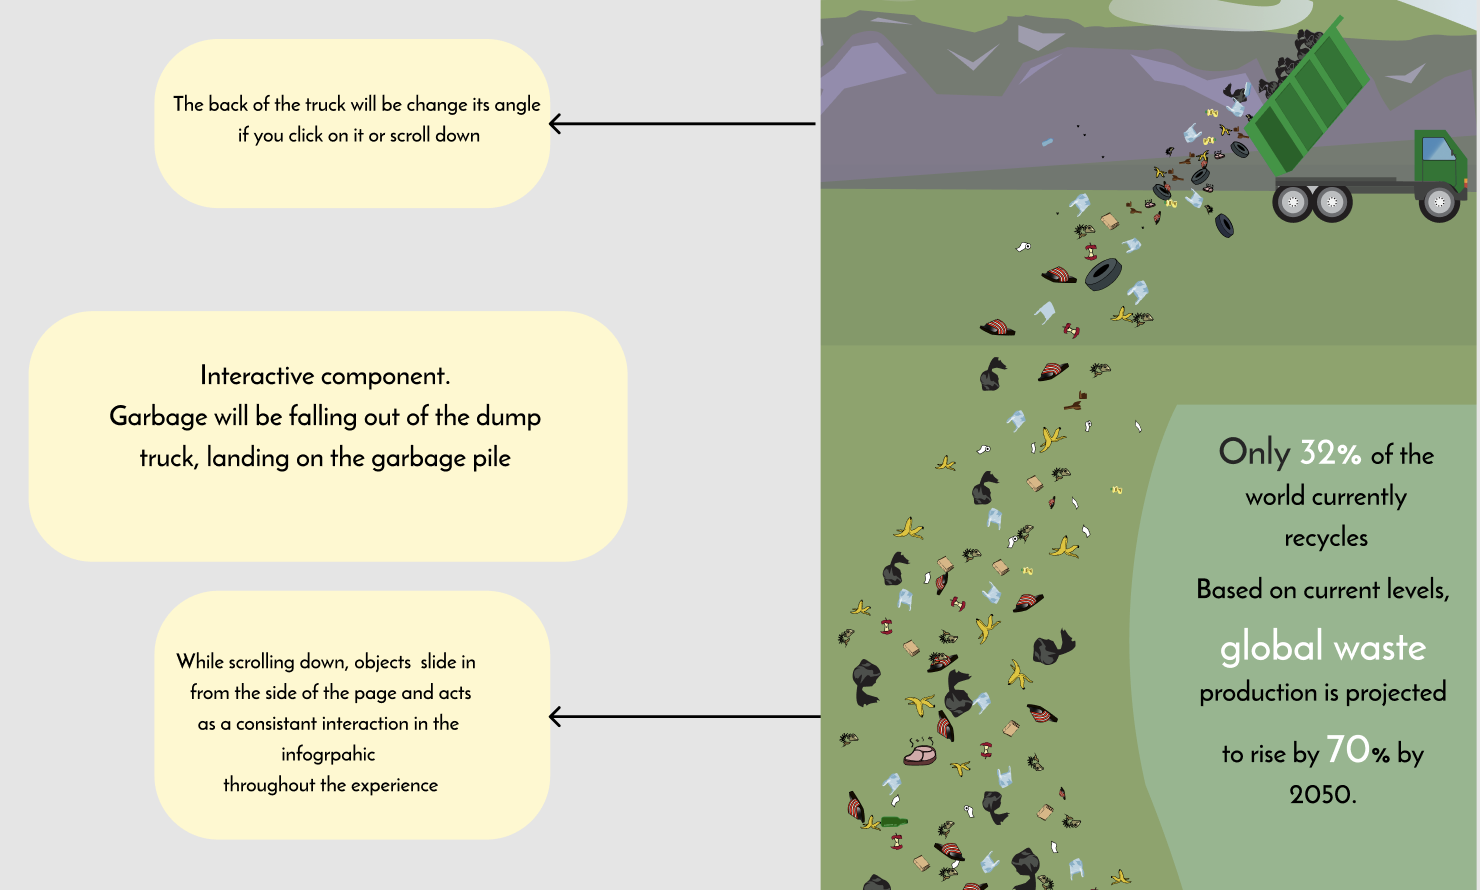 The back of the truck will be change its angle
if you click on it or scroll down
Interactive component.
Garbage will be falling out of the dump
truck, landing on the garbage pile
While scrolling down, objects slide in
from the side of the page and acts
as a consistant interaction in the
infogrpahic
throughout the experience
Only 32% of the
world currently
recycles
Based on current levels,
global waste
production is projected
to rise by 70% by
2050.